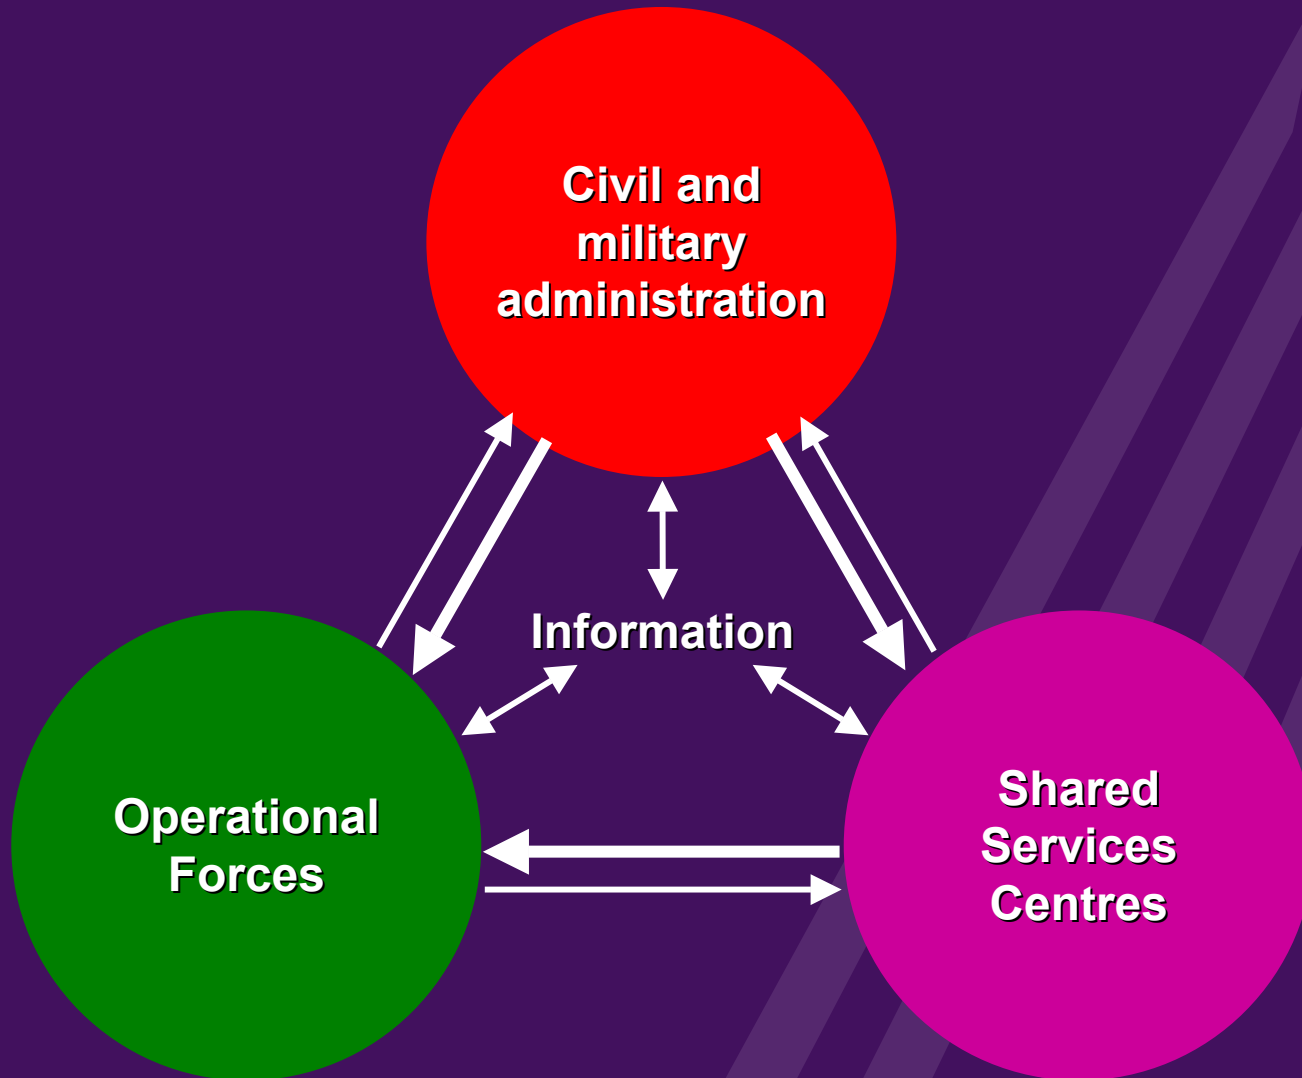 Civil and
military
administration
Information
Operational
Forces
Shared
Services
Centres